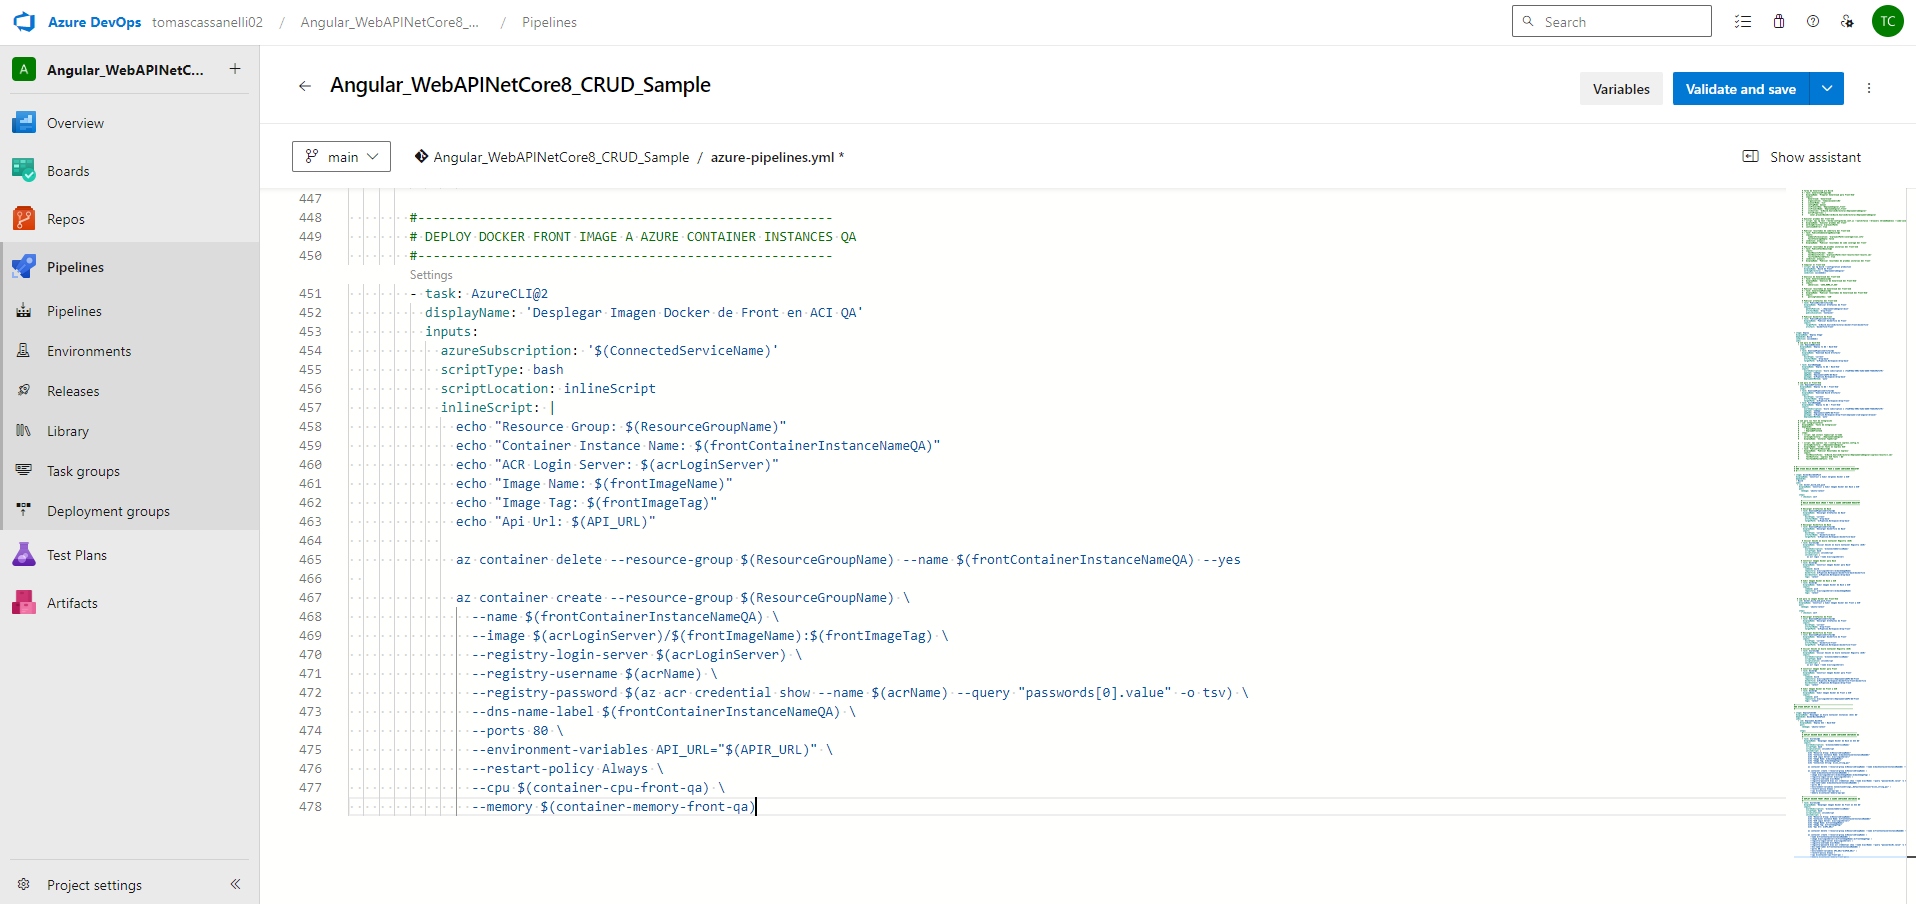 Azure DevOps tomascassanelli02 / Angular_WebAPINetCore8_... / Pipelines
Search
TC
A Angular_WebAPINetC... +
Overview
Boards
Repos
Pipelines
Pipelines
Environments
Releases
Library
Task groups
Deployment groups
Test Plans
Artifacts
Project settings
Angular_WebAPINetCore8_CRUD_Sample
Variables
Validate and save
main
Angular_WebAPINetCore8_CRUD_Sample / azure-pipelines.yml *
Show assistant
447
448 #------------------------------------------------------
449 # DEPLOY DOCKER FRONT IMAGE A AZURE CONTAINER INSTANCES QA
450 #------------------------------------------------------
Settings
451 - task: AzureCLI@2
452 displayName: 'Desplegar Imagen Docker de Front en ACI QA'
453 inputs:
454 azureSubscription: '$(ConnectedServiceName)'
455 scriptType: bash
456 scriptLocation: inlineScript
457 inlineScript: |
458 echo "Resource Group: $(ResourceGroupName)"
459 echo "Container Instance Name: $(frontContainerInstanceNameQA)"
460 echo "ACR Login Server: $(acrLoginServer)"
461 echo "Image Name: $(frontImageName)"
462 echo "Image Tag: $(frontImageTag)"
463 echo "Api Url: $(API_URL)"
464
465 az container delete --resource-group $(ResourceGroupName) --name $(frontContainerInstanceNameQA) --yes
466
467 az container create --resource-group $(ResourceGroupName) \
468 --name $(frontContainerInstanceNameQA) \
469 --image $(acrLoginServer)/$(frontImageName):$(frontImageTag) \
470 --registry-login-server $(acrLoginServer) \
471 --registry-username $(acrName) \
472 --registry-password $(az acr credential show --name $(acrName) --query "passwords[0].value" -o tsv) \
473 --dns-name-label $(frontContainerInstanceNameQA) \
474 --ports 80 \
475 --environment-variables API_URL="$(APIR_URL)" \
476 --restart-policy Always \
477 --cpu $(container-cpu-front-qa) \
478 --memory $(container-memory-front-qa)